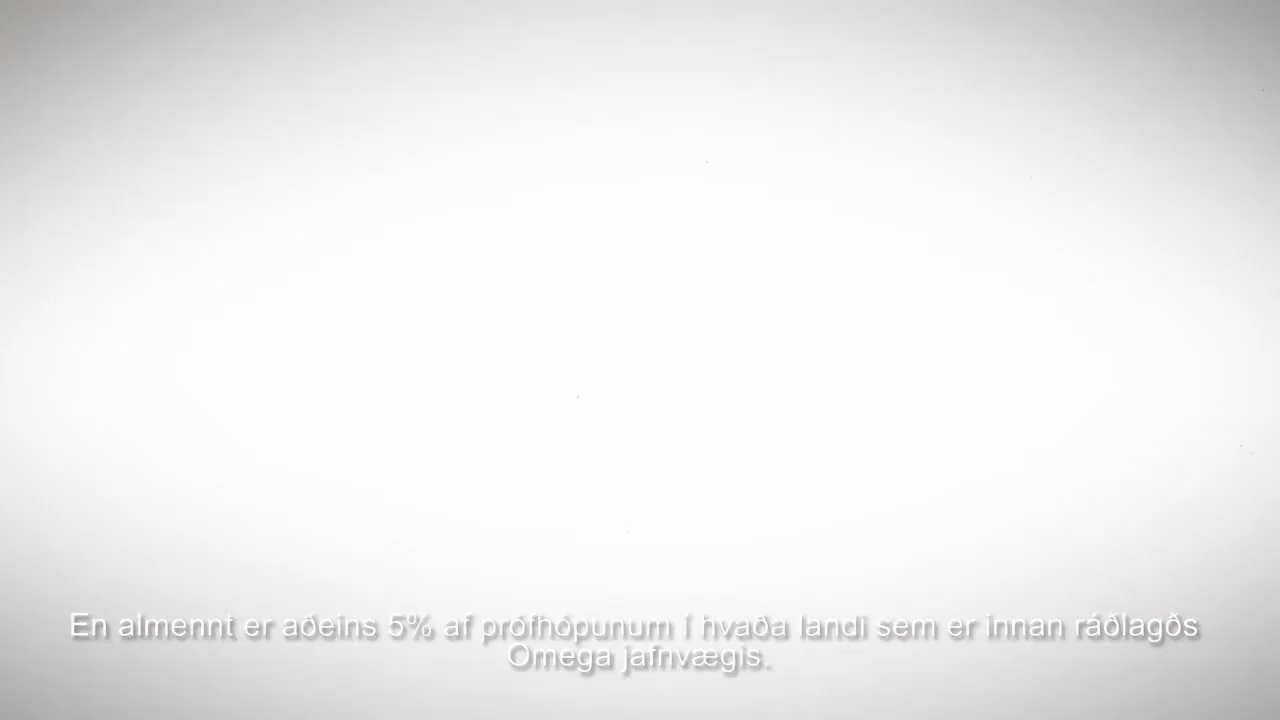 En almennt er aðeins 5% af prófhópunum í hvaða landi sem er innan ráðlagðs
Omega jafnvægis.